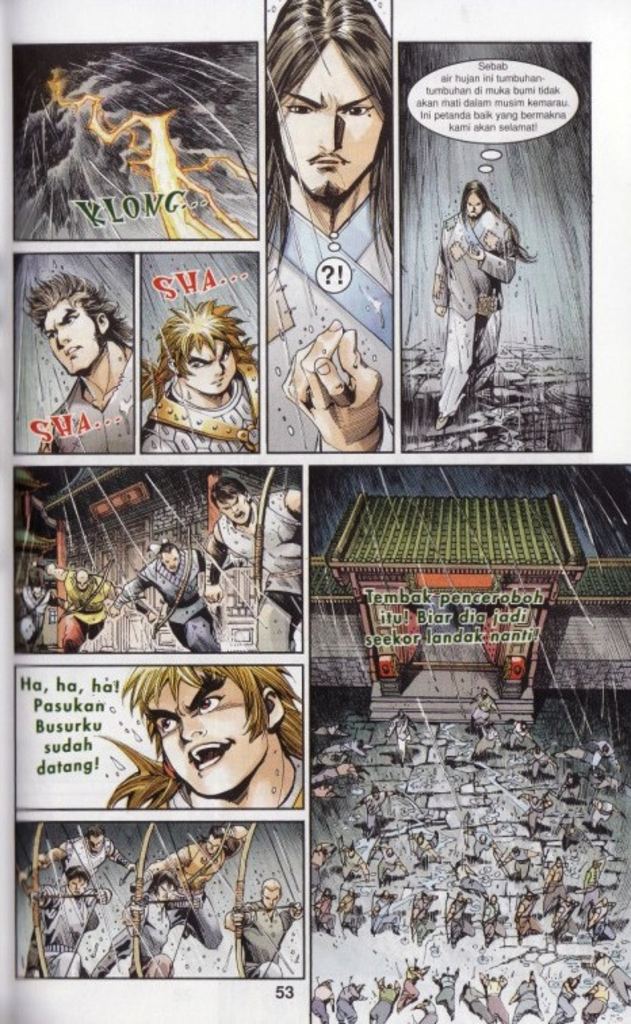 KLONG...
?!
Sebab
air hujan ini tumbuhan-
tumbuhan di muka bumi tidak
akan mati dalam musim kemarau.
Ini petanda baik yang bermakna
kami akan selamat!
SHA...
SHA...
Tembak penceroboh
itu! Biar dia jadi
seekor landak nanti!
Ha, ha, ha!
Pasukan
Busurku
sudah
datang!
53